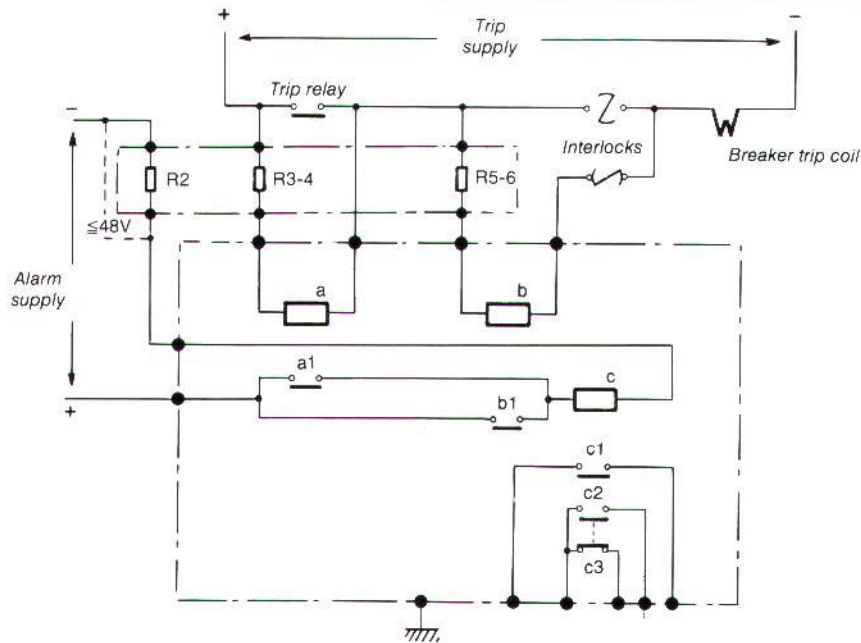 +
Trip
supply
−
Trip relay
−
Interlocks
Breaker trip coil
R2
R3-4
R5-6
≦48V
Alarm
supply
a
b
a1
c
+
b1
c1
c2
c3